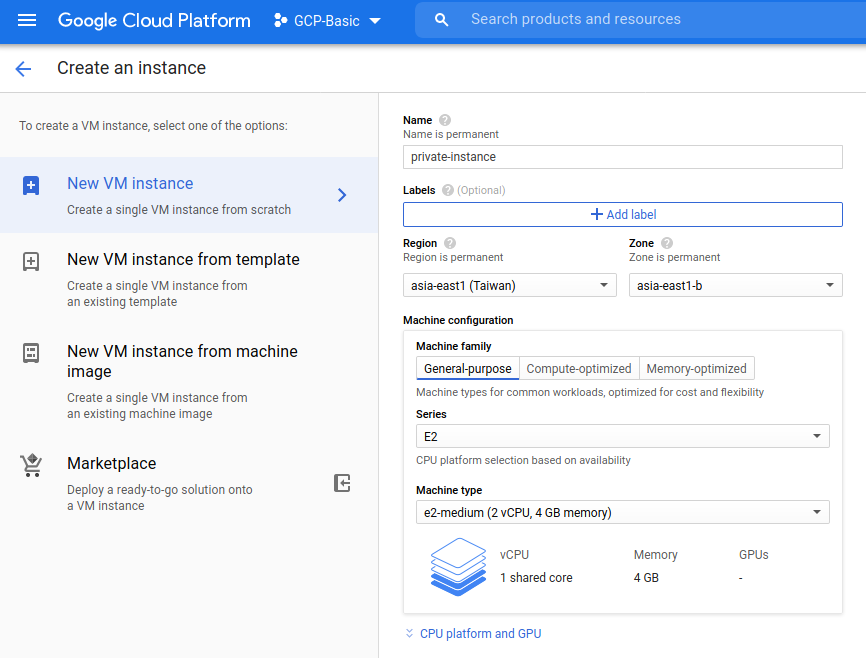 Google Cloud Platform GCP-Basic Search products and resources
Create an instance
To create a VM instance, select one of the options:
New VM instance
Create a single VM instance from scratch
New VM instance from template
Create a single VM instance from
an existing template
New VM instance from machine
image
Create a single VM instance from
an existing machine image
Marketplace
Deploy a ready-to-go solution onto
a VM instance
Name ?
Name is permanent
private-instance
Labels ? (Optional)
+ Add label
Region ?
Region is permanent
asia-east1 (Taiwan)
Zone ?
Zone is permanent
asia-east1-b
Machine configuration
Machine family
General-purpose Compute-optimized Memory-optimized
Machine types for common workloads, optimized for cost and flexibility
Series
E2
CPU platform selection based on availability
Machine type
e2-medium (2 vCPU, 4 GB memory)
vCPU Memory GPUs
1 shared core 4 GB -
CPU platform and GPU